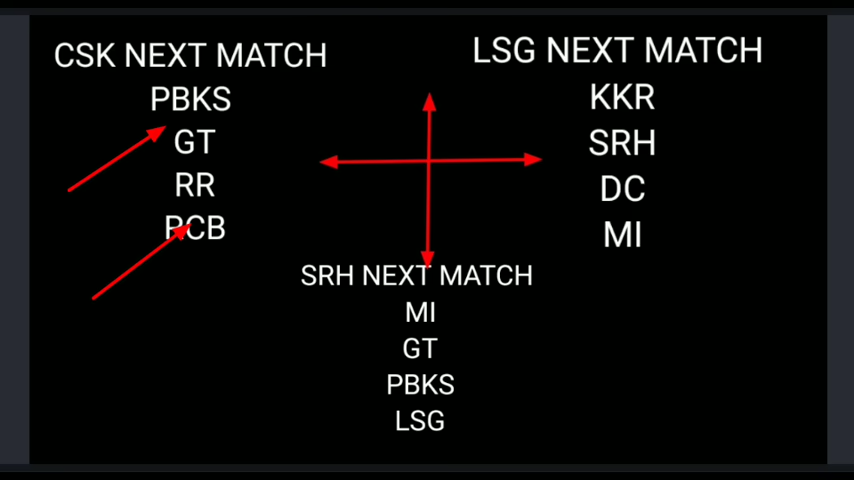 CSK NEXT MATCH
PBKS
GT
RR
RCB
LSG NEXT MATCH
KKR
SRH
DC
MI
SRH NEXT MATCH
MI
GT
PBKS
LSG